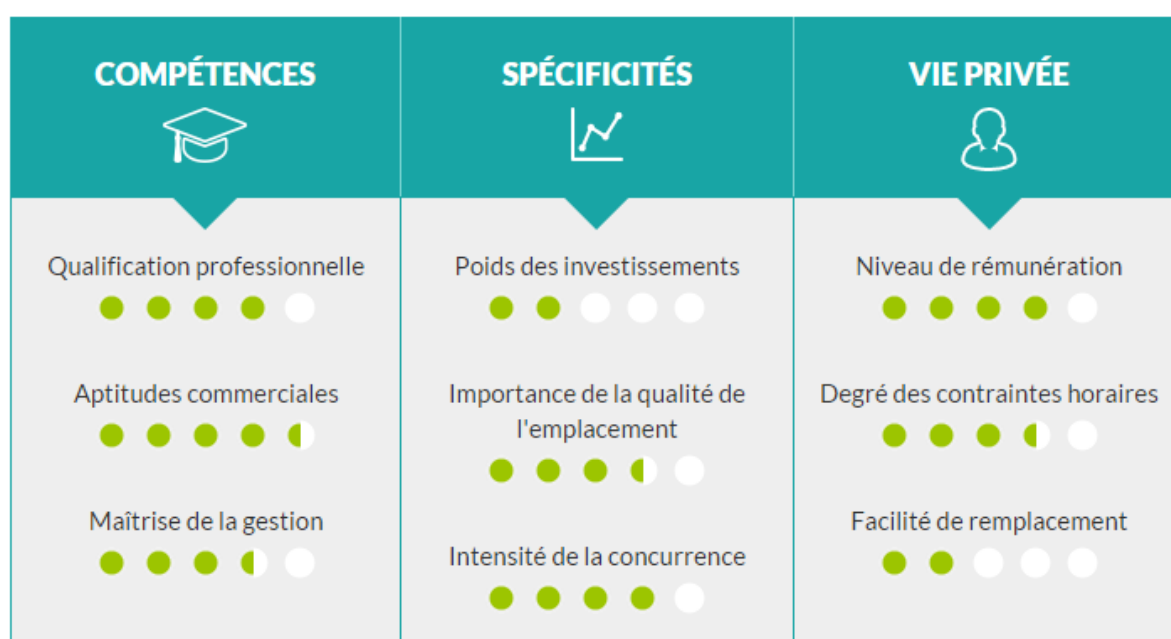 COMPÉTENCES
Qualification professionnelle
Aptitudes commerciales
Maîtrise de la gestion
SPÉCIFICITÉS
Poids des investissements
Importance de la qualité de
l'emplacement
Intensité de la concurrence
VIE PRIVÉE
Niveau de rémunération
Degré des contraintes horaires
Facilité de remplacement